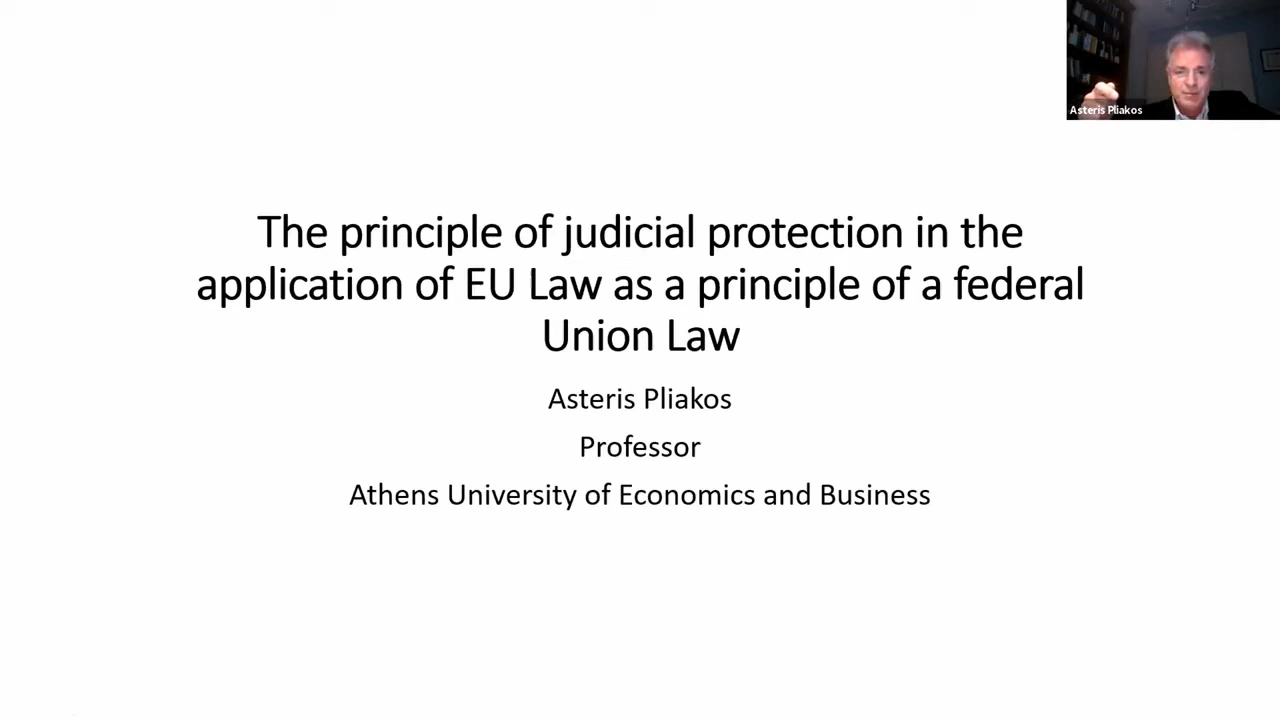 Asteris Pliakos
The principle of judicial protection in the
application of EU Law as a principle of a federal
Union Law
Asteris Pliakos
Professor
Athens University of Economics and Business